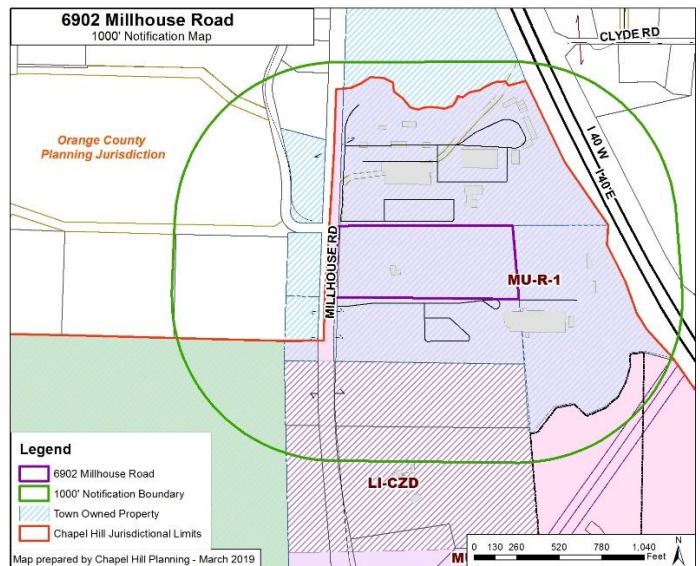 6902 Millhouse Road
1000' Notification Map
CLYDE RD
Orange County
Planning Jurisdiction
I 40 W
I 40 E
MILLHOUSE RD
MU-R-1
LI-CZD
Legend
6902 Millhouse Road
1000' Notification Boundary
Town Owned Property
Chapel Hill Jurisdictional Limits
Map prepared by Chapel Hill Planning - March 2019
0 130 260 520 780 1,040
Feet
N